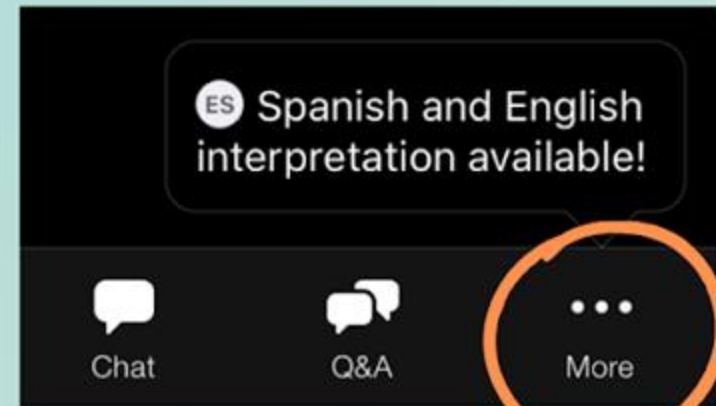 ES Spanish and English
interpretation available!
Chat
Q&A
More